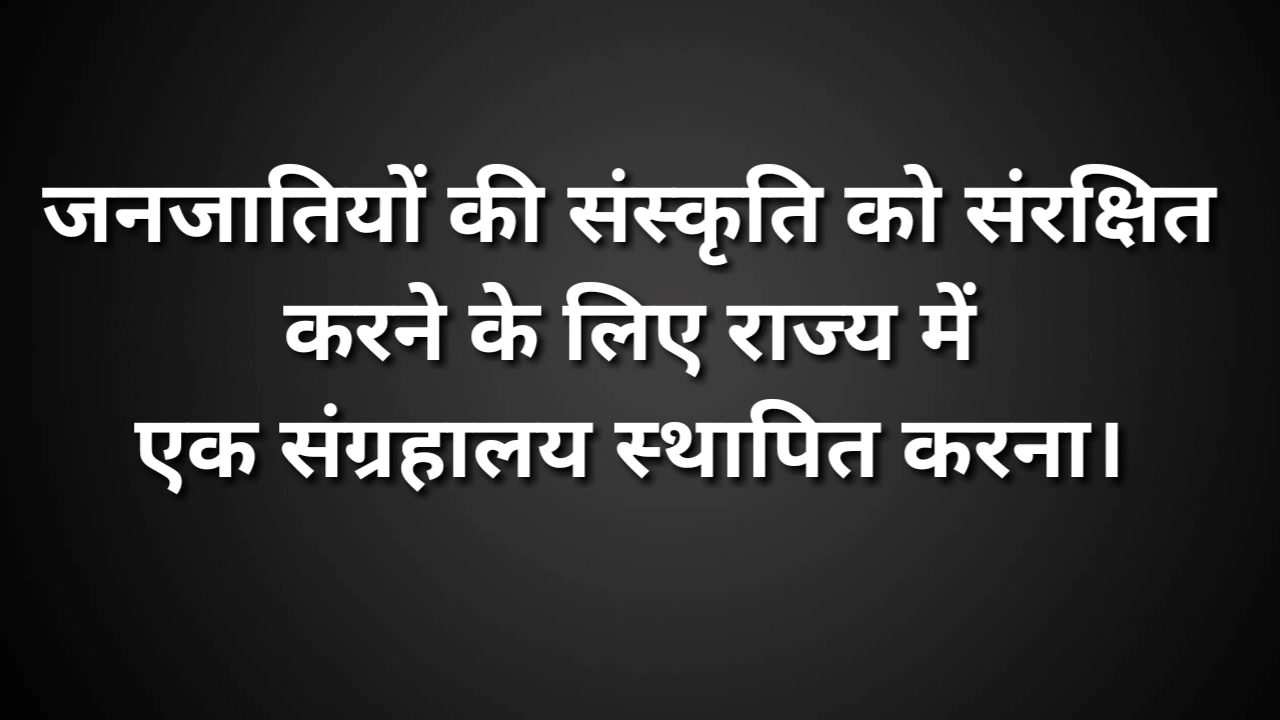 जनजातियों की संस्कृति को संरक्षित
करने के लिए राज्य में
एक संग्रहालय स्थापित करना।